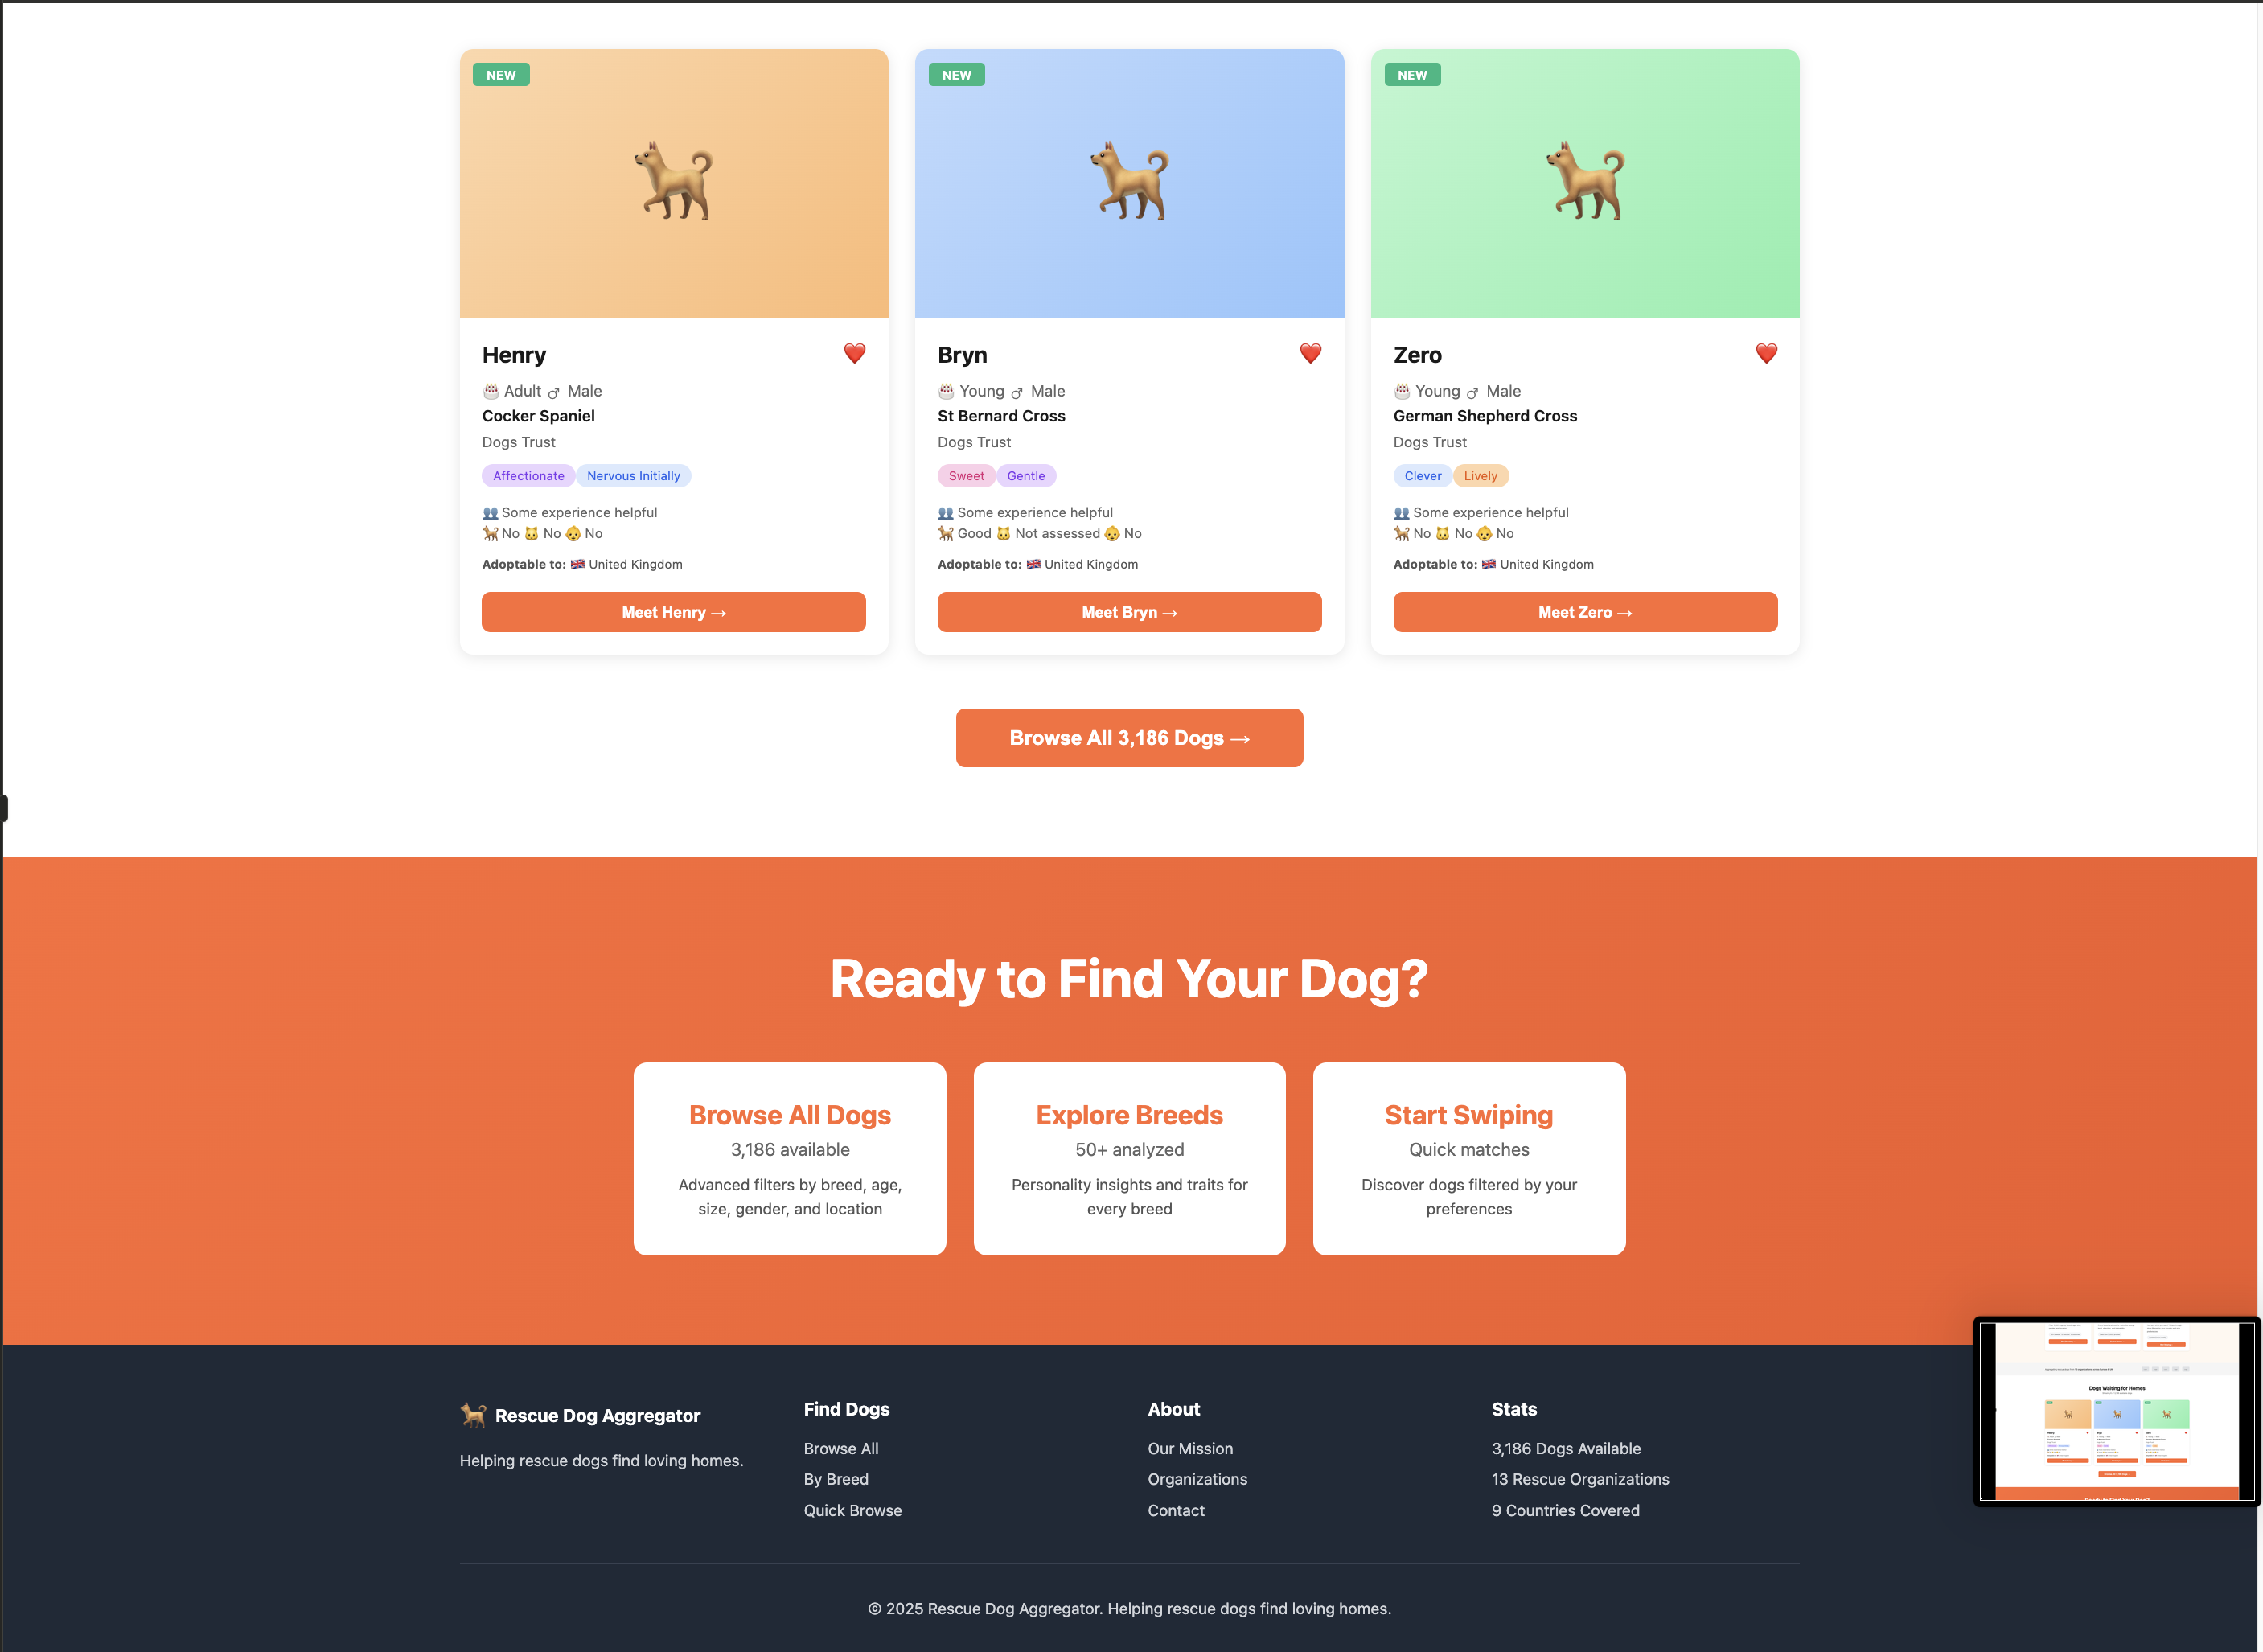 NEW
NEW
NEW
Henry
Adult ♂ Male
Cocker Spaniel
Dogs Trust
Affectionate Nervous Initially
Some experience helpful
No No No
Adoptable to: United Kingdom
Meet Henry →
Bryn
Young ♂ Male
St Bernard Cross
Dogs Trust
Sweet Gentle
Some experience helpful
Good Not assessed No
Adoptable to: United Kingdom
Meet Bryn →
Zero
Young ♂ Male
German Shepherd Cross
Dogs Trust
Clever Lively
Some experience helpful
No No No
Adoptable to: United Kingdom
Meet Zero →
Browse All 3,186 Dogs →
Ready to Find Your Dog?
Browse All Dogs
3,186 available
Advanced filters by breed, age,
size, gender, and location
Explore Breeds
50+ analyzed
Personality insights and traits for
every breed
Start Swiping
Quick matches
Discover dogs filtered by your
preferences
Rescue Dog Aggregator
Helping rescue dogs find loving homes.
Find Dogs
Browse All
By Breed
Quick Browse
About
Our Mission
Organizations
Contact
Stats
3,186 Dogs Available
13 Rescue Organizations
9 Countries Covered
Dogs Waiting for Homes
© 2025 Rescue Dog Aggregator. Helping rescue dogs find loving homes.